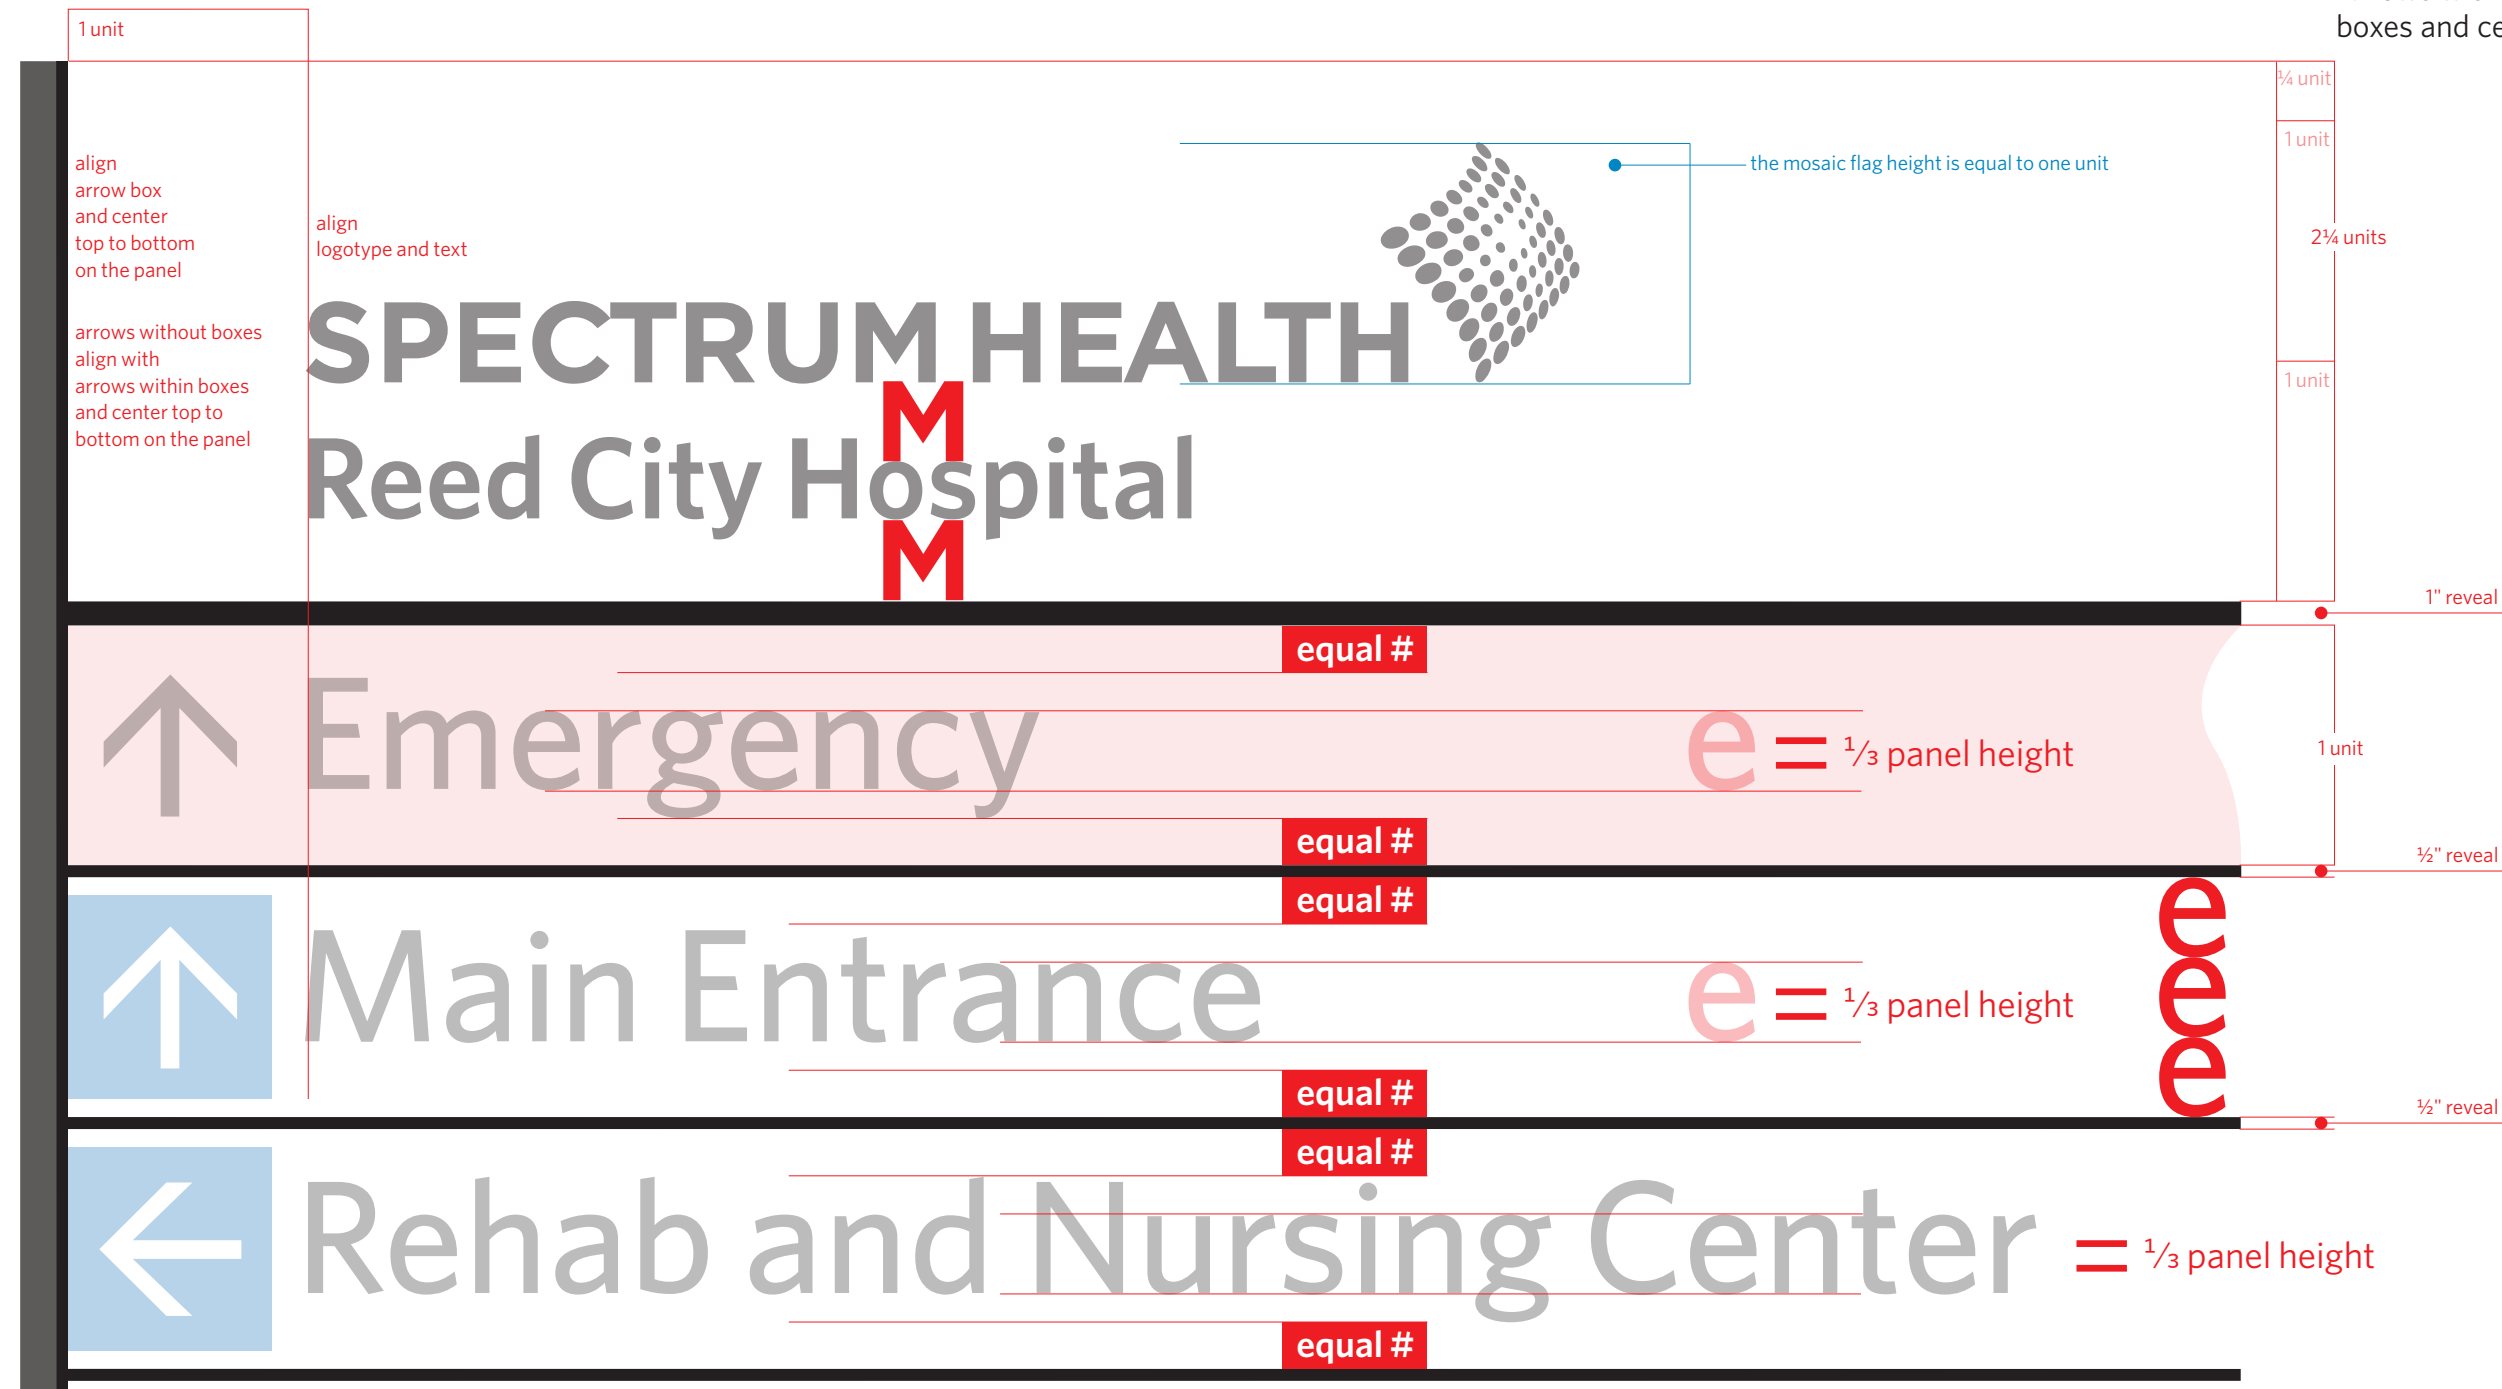 boxes and ce
1 unit
¼ unit
1 unit
align
arrow box
and center
top to bottom
on the panel
the mosaic flag height is equal to one unit
align
logotype and text
2¼ units
arrows without boxes
align with
arrows within boxes
and center top to
bottom on the panel
SPECTRUM HEALTH
1 unit
M
Reed City Hospital
M
1" reveal
equal #
Emergency
e = ⅓ panel height
1 unit
equal #
½" reveal
equal #
e
Main Entrance
e = ⅓ panel height
e
e
equal #
½" reveal
equal #
Rehab and Nursing Center
= ⅓ panel height
equal #